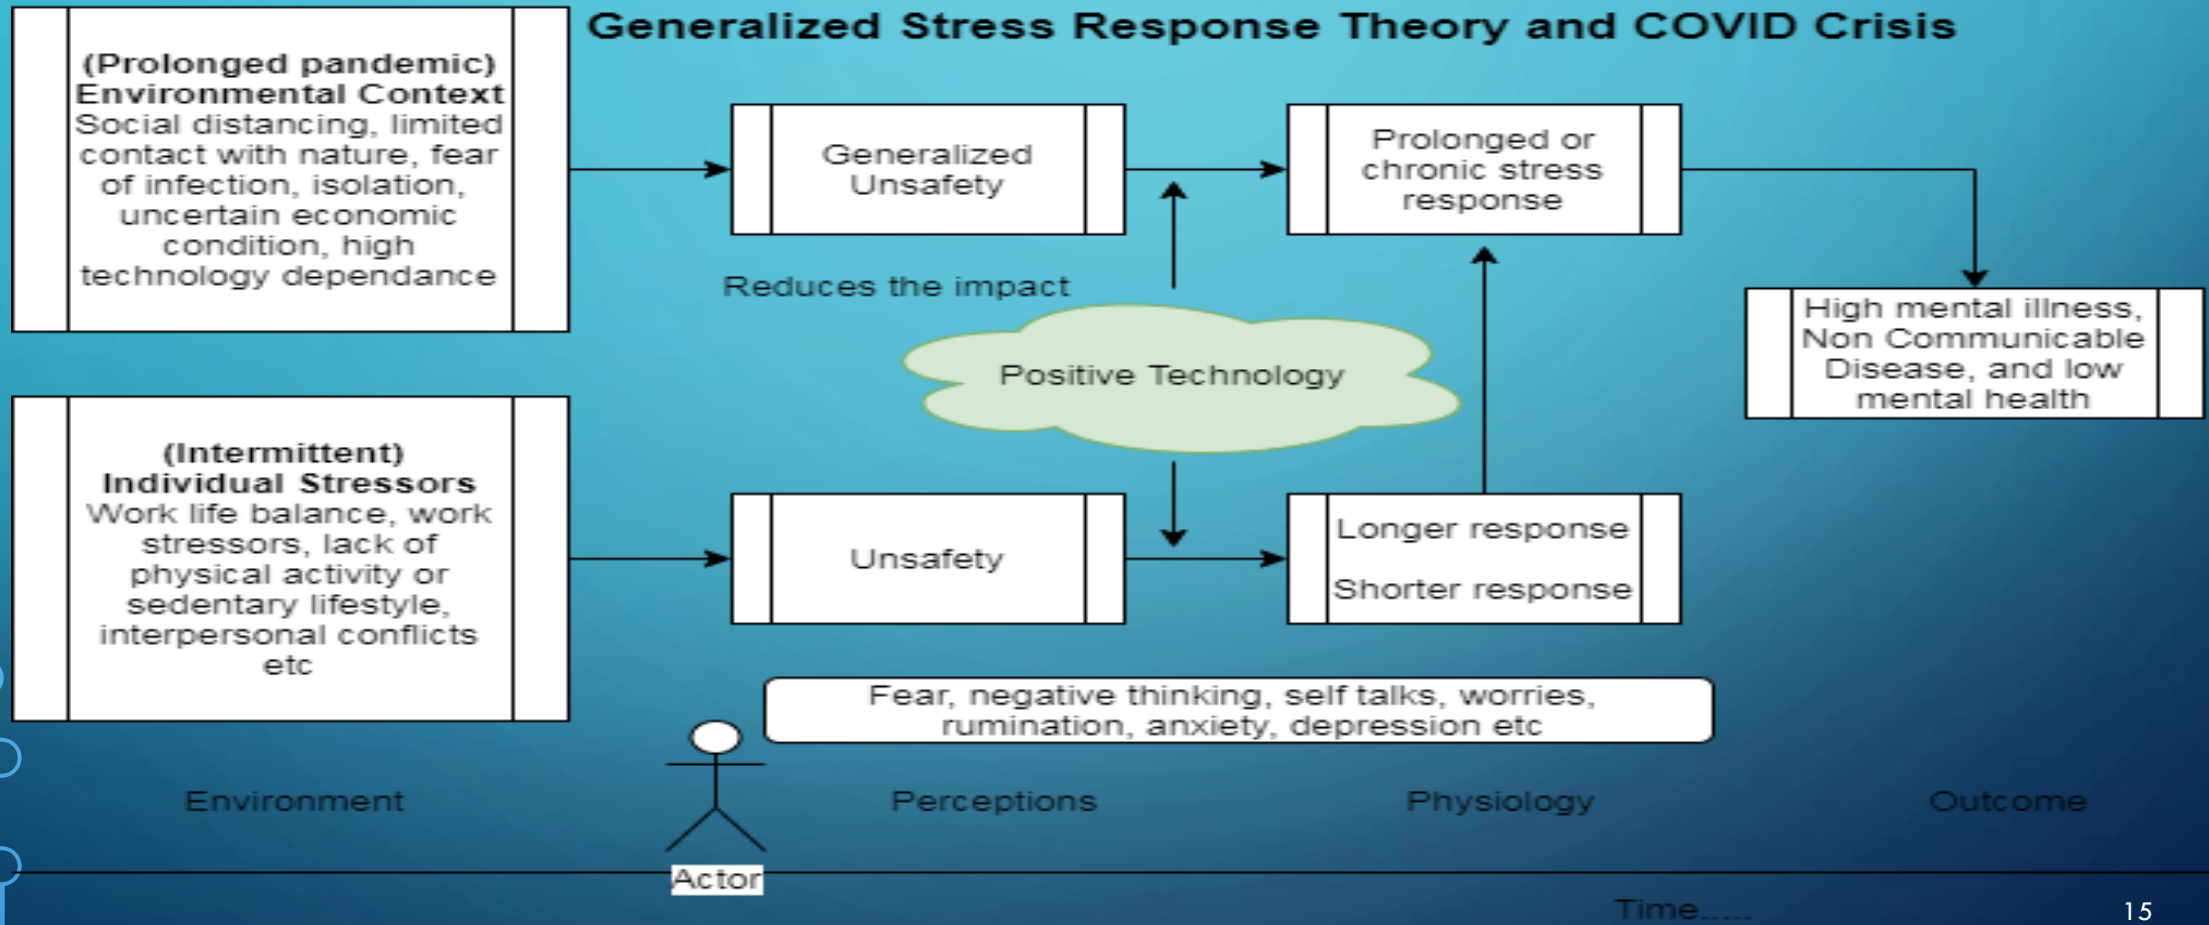 Generalized Stress Response Theory and COVID Crisis
(Prolonged pandemic)
Environmental Context
Social distancing, limited
contact with nature, fear
of infection, isolation,
uncertain economic
condition, high
technology dependance
Generalized
Unsafety
Prolonged or
chronic stress
response
Reduces the impact
Positive Technology
High mental illness,
Non Communicable
Disease, and low
mental health
(Intermittent)
Individual Stressors
Work life balance, work
stressors, lack of
physical activity or
sedentary lifestyle,
interpersonal conflicts
etc
Unsafety
Longer response
Shorter response
Fear, negative thinking, self talks, worries,
rumination, anxiety, depression etc
Environment
Perceptions
Physiology
Outcome
Actor
Time.....
15